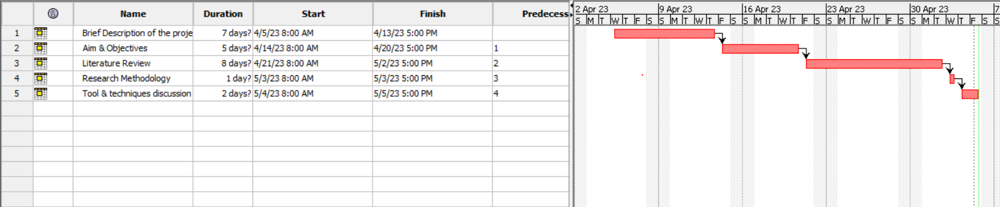 Name Duration Start Finish Predecess
2 Apr 23 9 Apr 23 16 Apr 23 23 Apr 23 30 Apr 23 7
S M T W T F S S M T W T F S S M T W T F S S M T W T F S S M T W T F S S
1 Brief Description of the proje 7 days? 4/5/23 8:00 AM 4/13/23 5:00 PM
2 Aim & Objectives 5 days? 4/14/23 8:00 AM 4/20/23 5:00 PM 1
3 Literature Review 8 days? 4/21/23 8:00 AM 5/2/23 5:00 PM 2
4 Research Methodology 1 day? 5/3/23 8:00 AM 5/3/23 5:00 PM 3
5 Tool & techniques discussion 2 days? 5/4/23 8:00 AM 5/5/23 5:00 PM 4